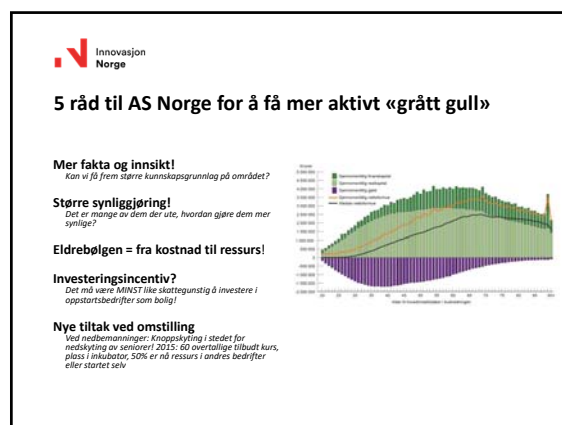 Innovasjon
Norge
5 råd til AS Norge for å få mer aktivt «grått gull»
Mer fakta og innsikt!
Kan vi få frem større kunnskapsgrunnlag på området?
Større synliggjøring!
Det er mange av dem der ute, hvordan gjøre dem mer
synlige?
Eldrebølgen = fra kostnad til ressurs!
Investeringsincentiv?
Det må være MINST like skattegunstig å investere i
oppstartsbedrifter som bolig!
Nye tiltak ved omstilling
Ved nedbemanninger: Knoppskyting i stedet for
nedskyting av seniorer! 2015: 60 overtallige tilbudt kurs,
plass i inkubator, 50% er nå ressurs i andres bedrifter
eller startet selv